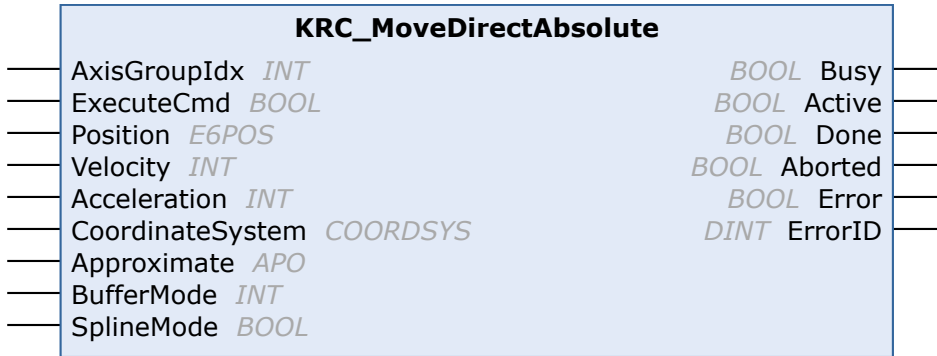 KRC_MoveDirectAbsolute
AxisGroupIdx INT BOOL Busy
ExecuteCmd BOOL BOOL Active
Position E6POS BOOL Done
Velocity INT BOOL Aborted
Acceleration INT BOOL Error
CoordinateSystem COORDSYS DINT ErrorID
Approximate APO
BufferMode INT
SplineMode BOOL